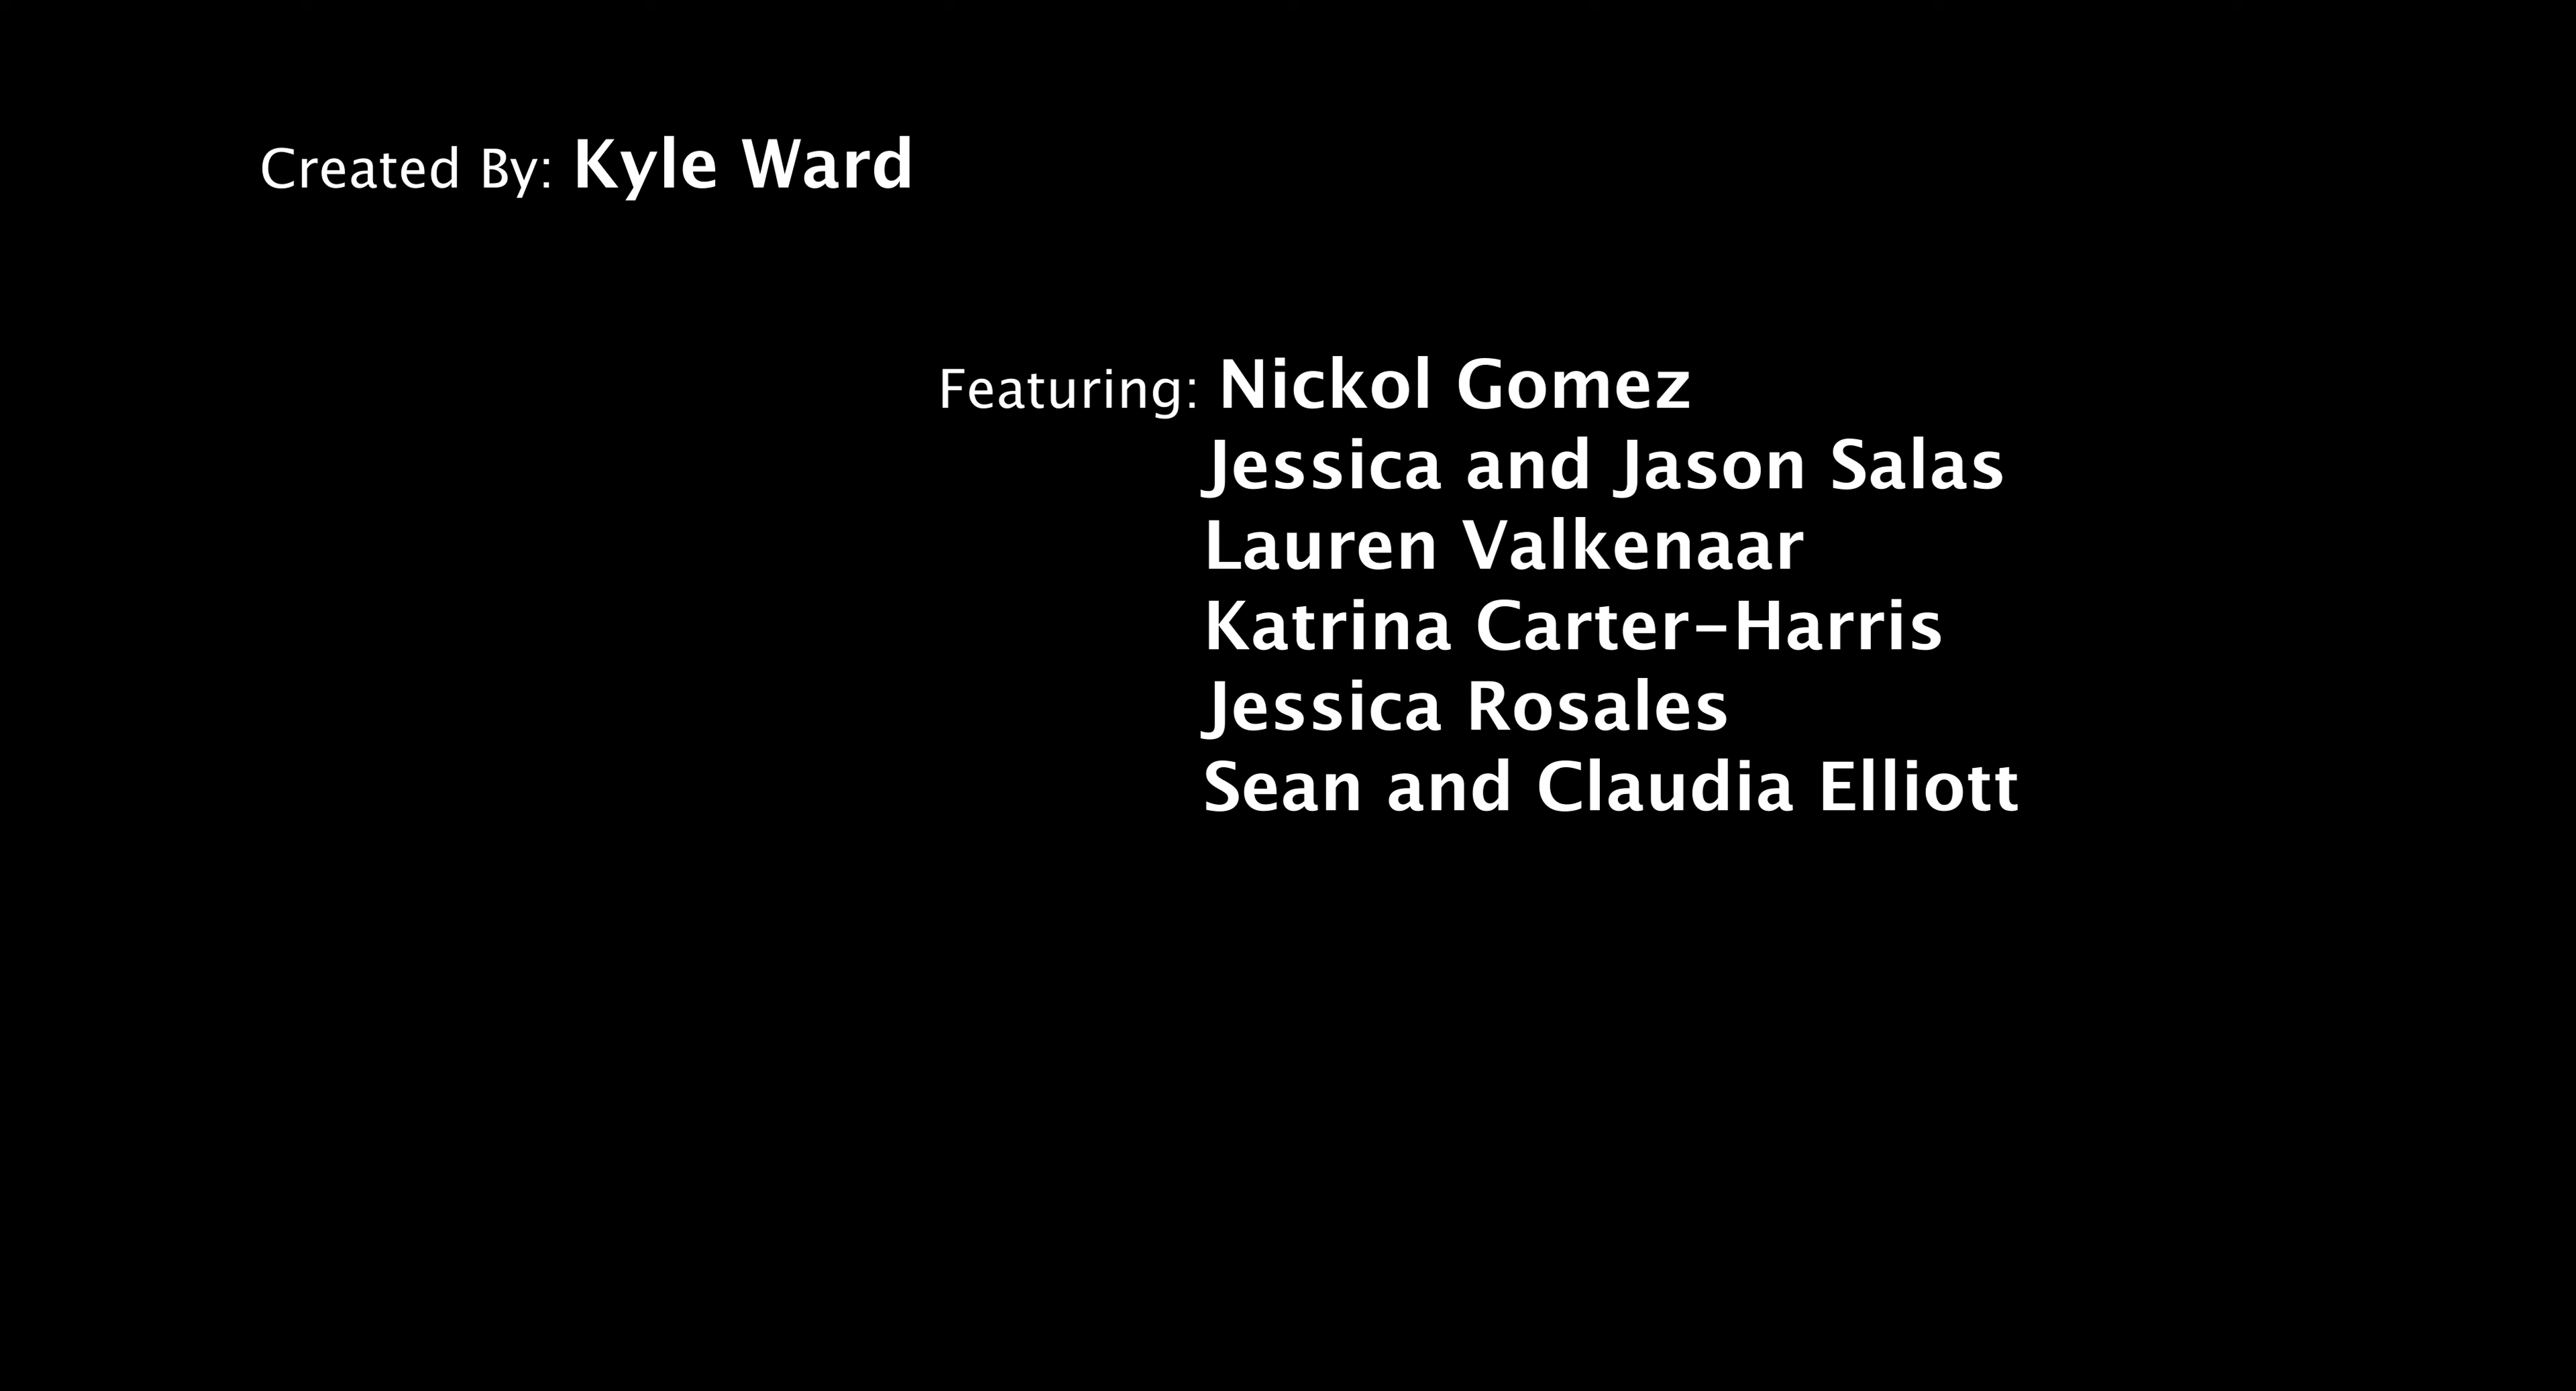 Created By: Kyle Ward
Featuring: Nickol Gomez
Jessica and Jason Salas
Lauren Valkenaar
Katrina Carter-Harris
Jessica Rosales
Sean and Claudia Elliott